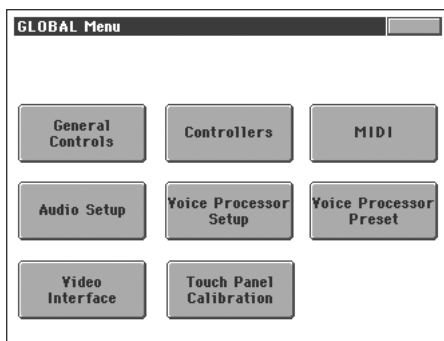 GLOBAL Menu
General
Controls
Controllers
MIDI
Audio Setup
Voice Processor
Setup
Voice Processor
Preset
Video
Interface
Touch Panel
Calibration